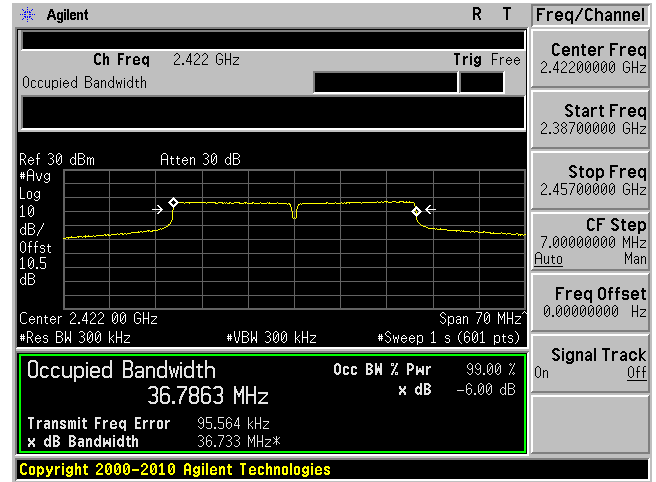 Agilent R T Freq/Channel
Ch Freq 2.422 GHz Trig Free
Occupied Bandwidth
Center Freq
2.42200000 GHz
Start Freq
2.38700000 GHz
Stop Freq
2.45700000 GHz
CF Step
7.00000000 MHz
Auto Man
Freq Offset
0.00000000 Hz
Signal Track
On Off
Ref 30 dBm Atten 30 dB
#Avg
Log
10
dB/
Offst
10.5
dB
Center 2.422 00 GHz Span 70 MHz^
#Res BW 300 kHz #VBW 300 kHz #Sweep 1 s (601 pts)
Occupied Bandwidth Occ BW % Pwr 99.00 %
36.7863 MHz x dB -6.00 dB
Transmit Freq Error 95.564 kHz
x dB Bandwidth 36.733 MHz*
Copyright 2000-2010 Agilent Technologies